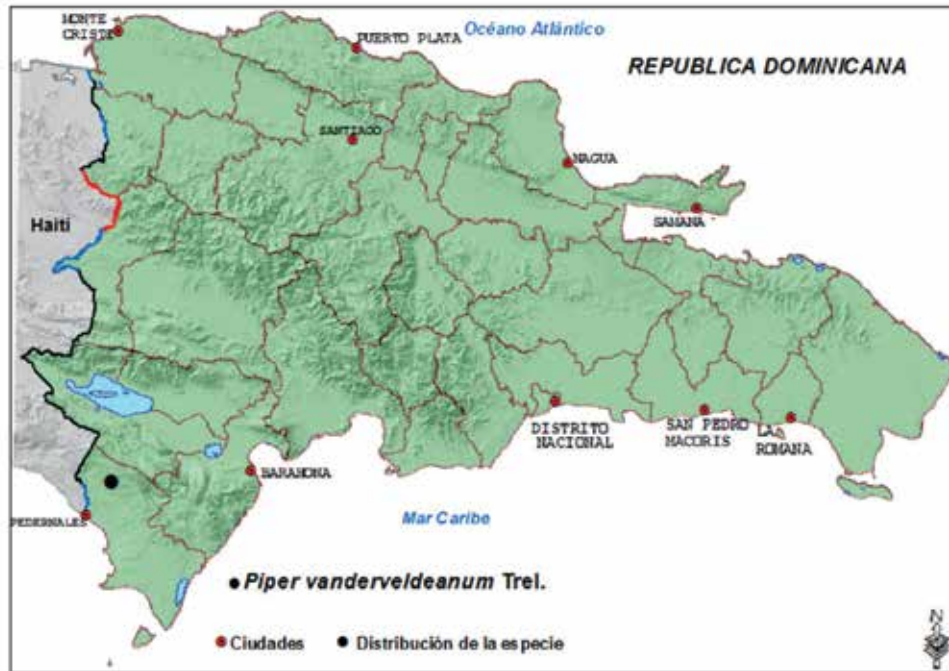 MONTE
CRISTI
PUERTO PLATA
Océano Atlántico
REPUBLICA DOMINICANA
SANTIAGO
NAGUA
SAMANA
Haití
DISTRITO
NACIONAL
SAN PEDRO
MACORIS
LA
ROMANA
BARAHONA
PEDERNALES
Mar Caribe
Piper vanderveldeanum Trel.
Ciudades
Distribución de la especie
N